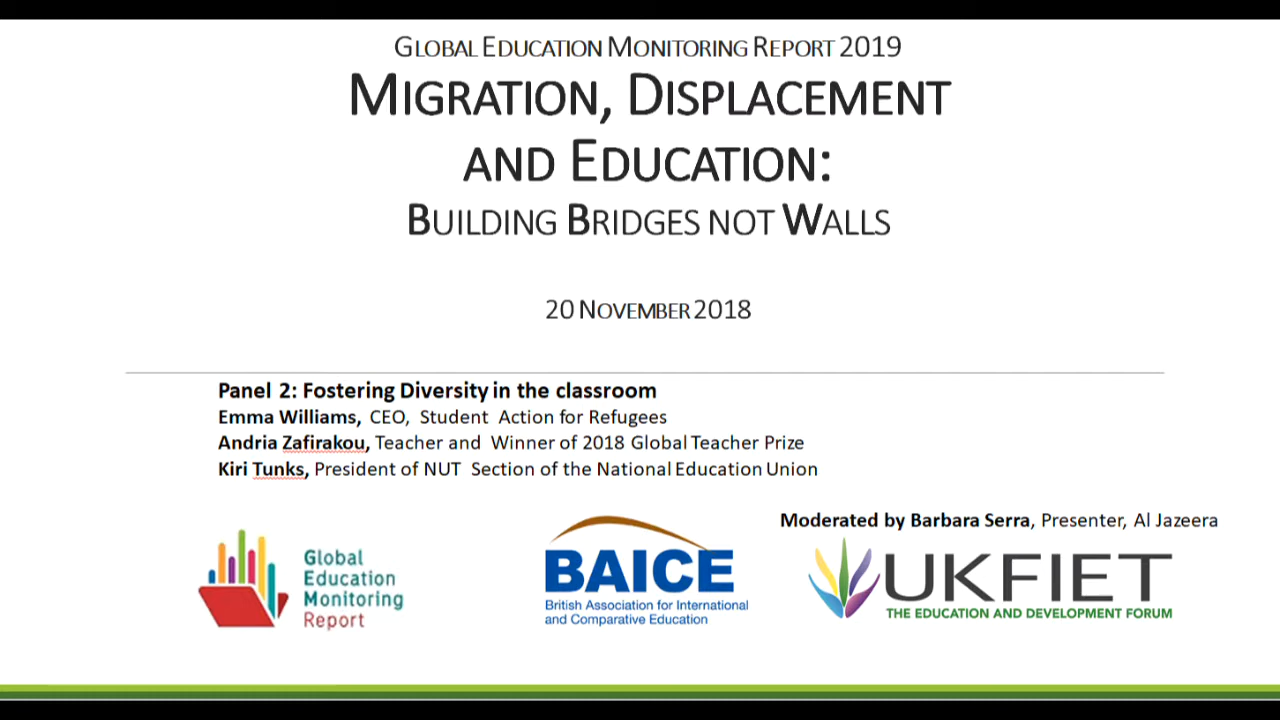 GLOBAL EDUCATION MONITORING REPORT 2019
MIGRATION, DISPLACEMENT
AND EDUCATION:
BUILDING BRIDGES NOT WALLS
20 NOVEMBER 2018
Panel 2: Fostering Diversity in the classroom
Emma Williams, CEO, Student Action for Refugees
Andria Zafirakou, Teacher and Winner of 2018 Global Teacher Prize
Kiri Tunks, President of NUT Section of the National Education Union
Moderated by Barbara Serra, Presenter, Al Jazeera
Global
Education
Monitoring
Report
BAICE
British Association for International
and Comparative Education
UKFIET
THE EDUCATION AND DEVELOPMENT FORUM